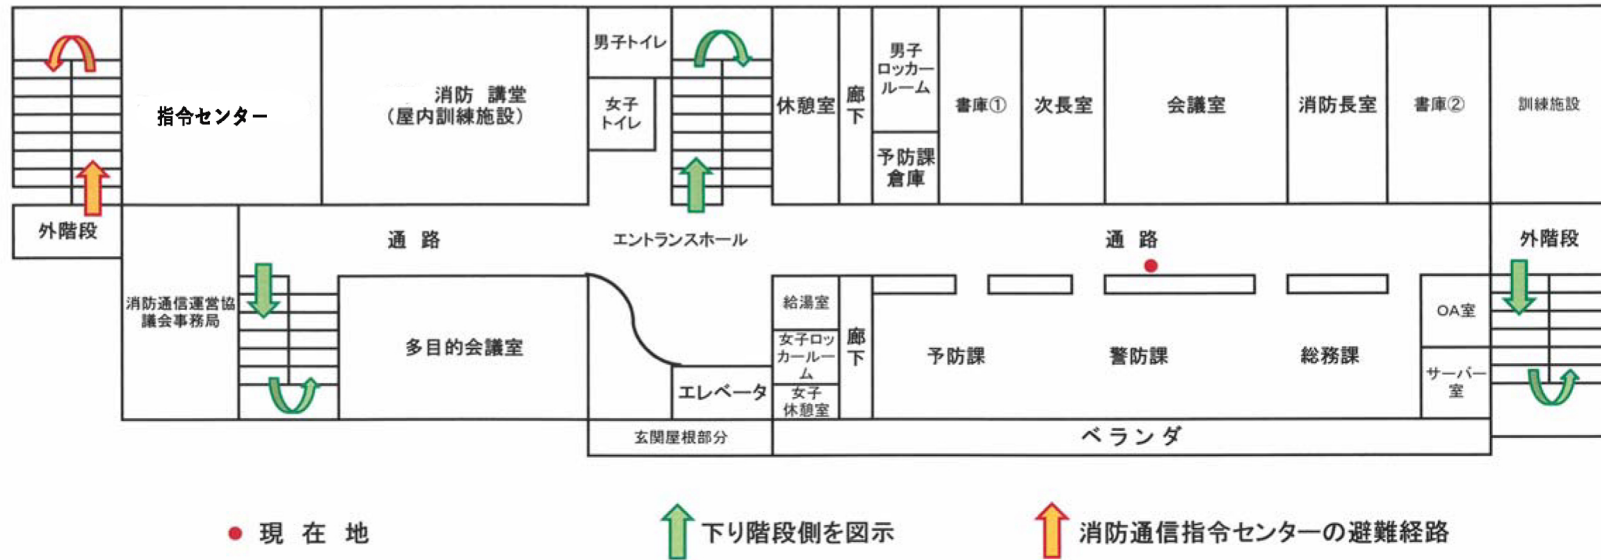 指令センター
消防 講堂
（屋内訓練施設）
男子トイレ
女子
トイレ
休憩室
廊
下
男子
ロッカー
ルーム
予防課
倉庫
書庫①
次長室
会議室
消防長室
書庫②
訓練施設
外階段
通 路
エントランスホール
通 路
外階段
消防通信運営協
議会事務局
多目的会議室
エレベータ
給湯室
女子ロッ
カールー
ム
女子
休憩室
廊
下
予防課
警防課
総務課
OA室
サーバー
室
玄関屋根部分
ベランダ
現 在 地
下り階段側を図示
消防通信指令センターの避難経路